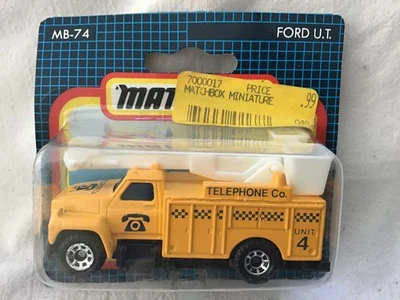 MB-74
FORD U.T.
7000017 PRICE
MATCHBOX MINIATURE
.99
MAT
TELEPHONE Co.
UNIT
4